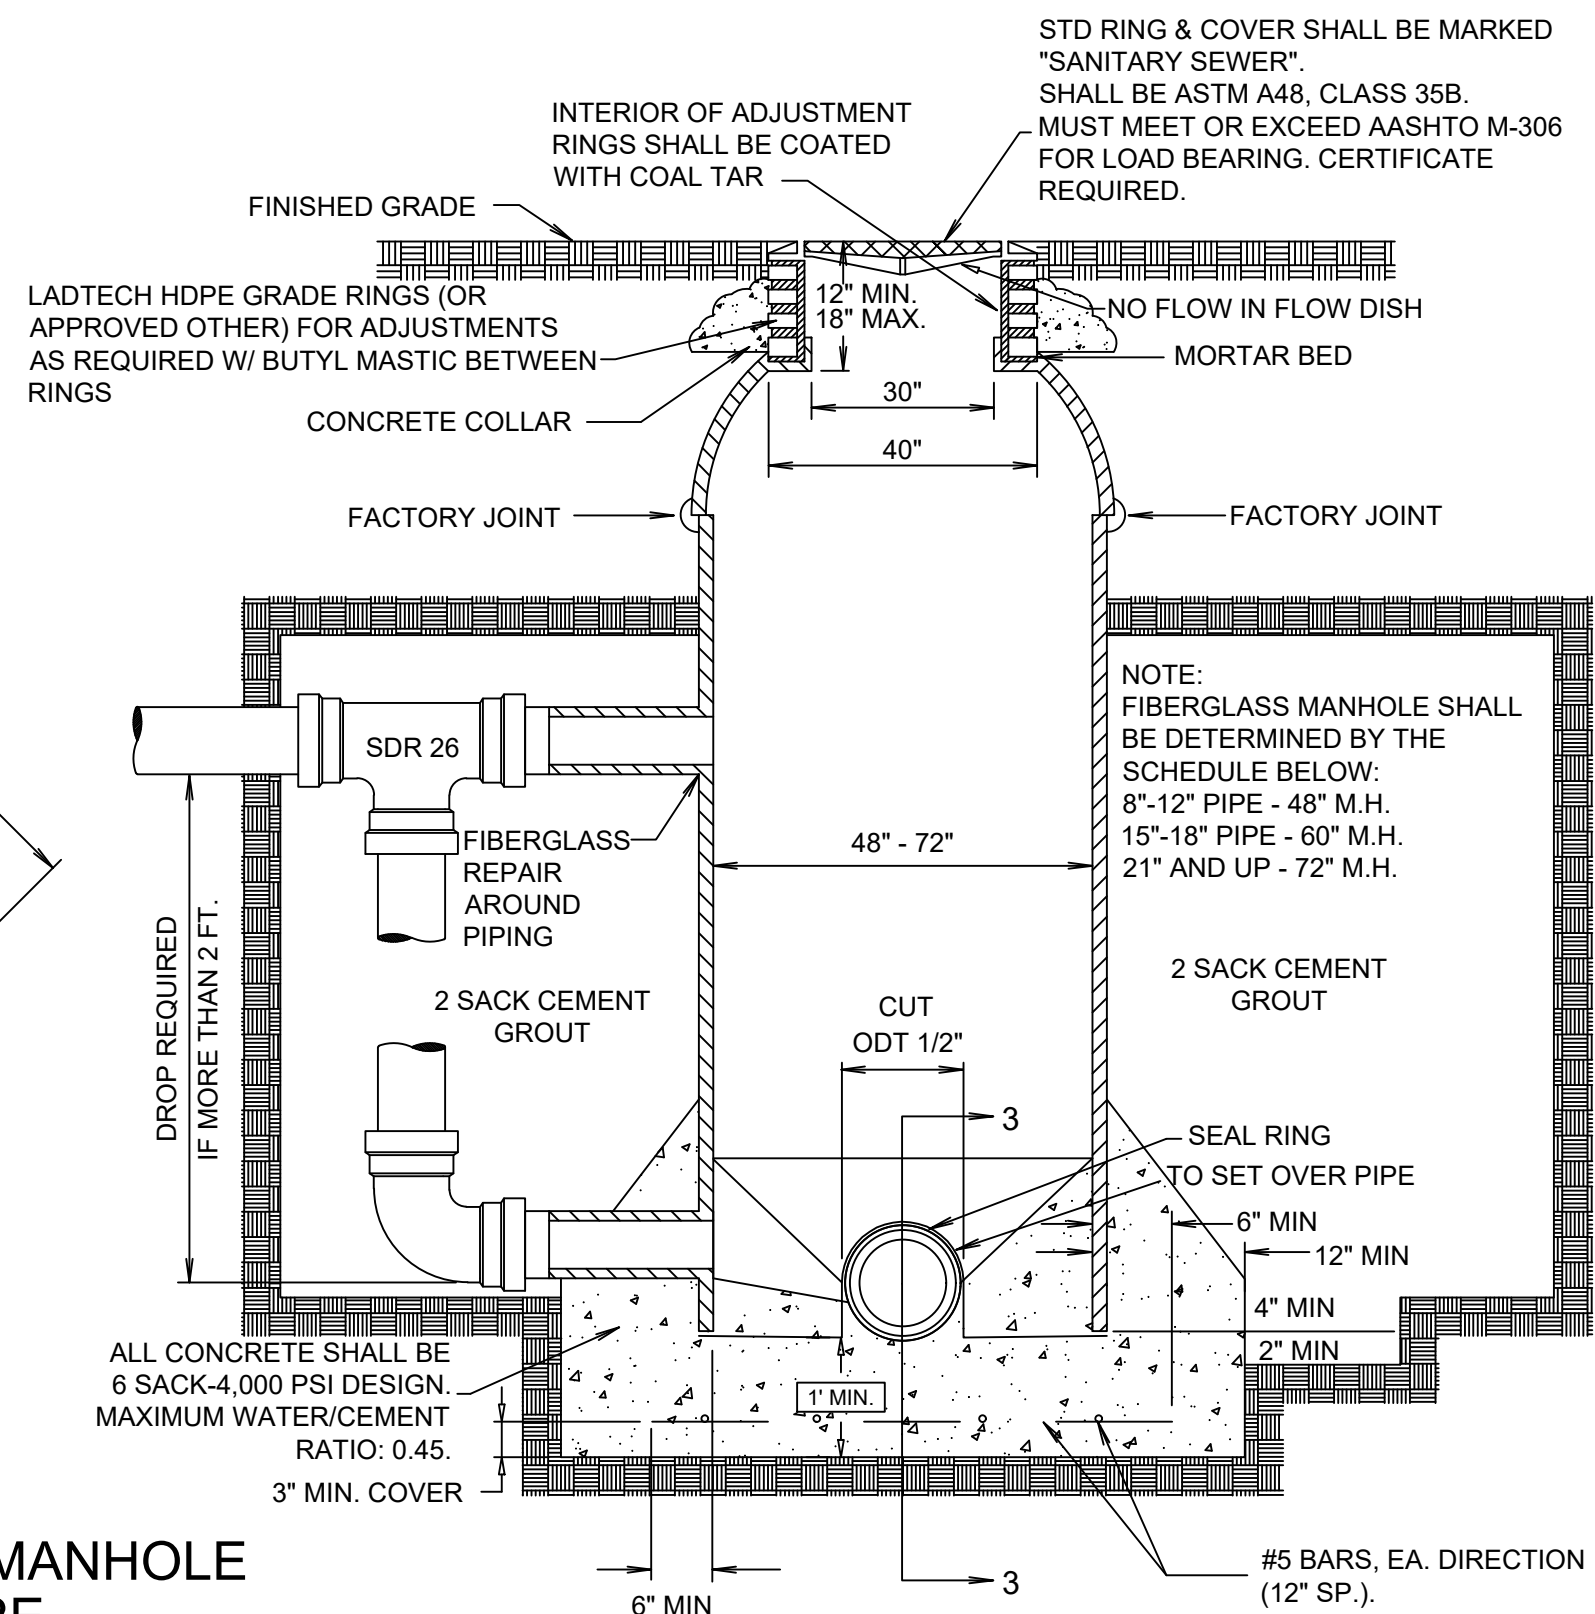 STD RING & COVER SHALL BE MARKED
"SANITARY SEWER".
SHALL BE ASTM A48, CLASS 35B.
MUST MEET OR EXCEED AASHTO M-306
FOR LOAD BEARING. CERTIFICATE
REQUIRED.
INTERIOR OF ADJUSTMENT
RINGS SHALL BE COATED
WITH COAL TAR
FINISHED GRADE
LADTECH HDPE GRADE RINGS (OR
APPROVED OTHER) FOR ADJUSTMENTS
AS REQUIRED W/ BUTYL MASTIC BETWEEN
RINGS
12" MIN.
18" MAX.
NO FLOW IN FLOW DISH
MORTAR BED
30"
CONCRETE COLLAR
40"
FACTORY JOINT
FACTORY JOINT
NOTE:
FIBERGLASS MANHOLE SHALL
BE DETERMINED BY THE
SCHEDULE BELOW:
8"-12" PIPE - 48" M.H.
15"-18" PIPE - 60" M.H.
21" AND UP - 72" M.H.
SDR 26
FIBERGLASS
REPAIR
AROUND
PIPING
48" - 72"
DROP REQUIRED
IF MORE THAN 2 FT.
2 SACK CEMENT
GROUT
2 SACK CEMENT
GROUT
CUT
ODT 1/2"
3
SEAL RING
TO SET OVER PIPE
6" MIN
12" MIN
4" MIN
2" MIN
ALL CONCRETE SHALL BE
6 SACK-4,000 PSI DESIGN.
MAXIMUM WATER/CEMENT
RATIO: 0.45.
1' MIN.
3" MIN. COVER
MANHOLE
6" MIN
3
#5 BARS, EA. DIRECTION
(12" SP.).